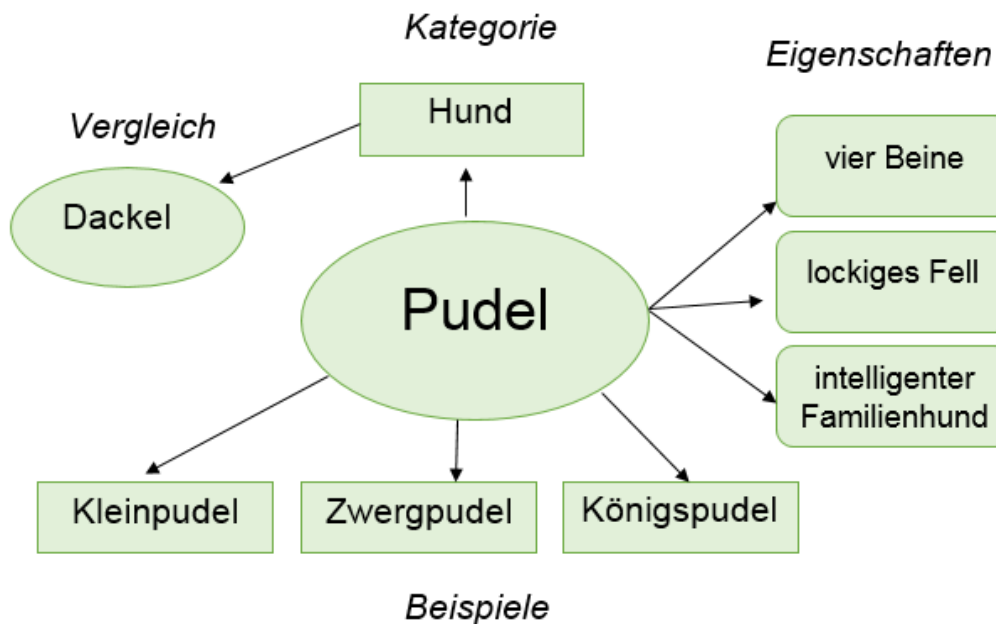 Kategorie
Eigenschaften
Hund
Vergleich
vier Beine
Dackel
lockiges Fell
Pudel
intelligenter
Familienhund
Kleinpudel
Zwergpudel
Königspudel
Beispiele